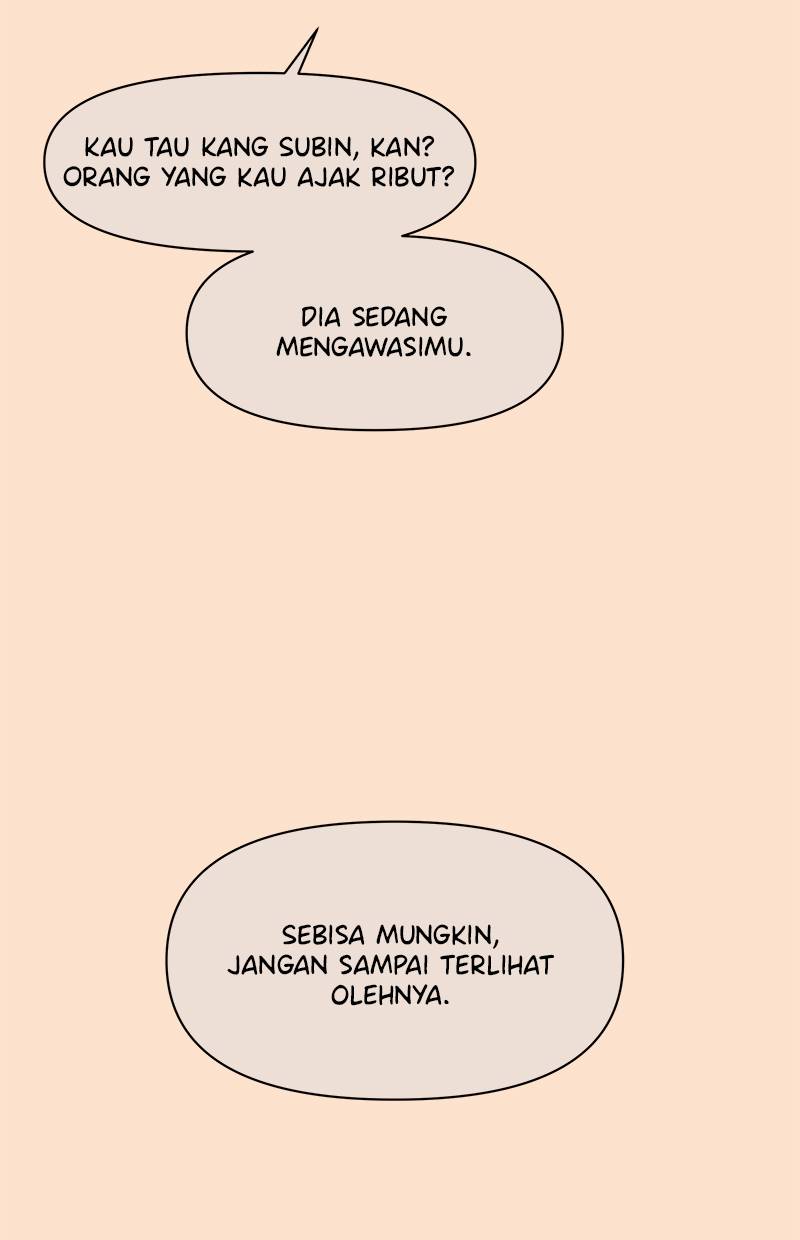 KAU TAU KANG SUBIN, KAN?
ORANG YANG KAU AJAK RIBUT?
DIA SEDANG
MENGAWASIMU.
SEBISA MUNGKIN,
JANGAN SAMPAI TERLIHAT
OLEHNYA.